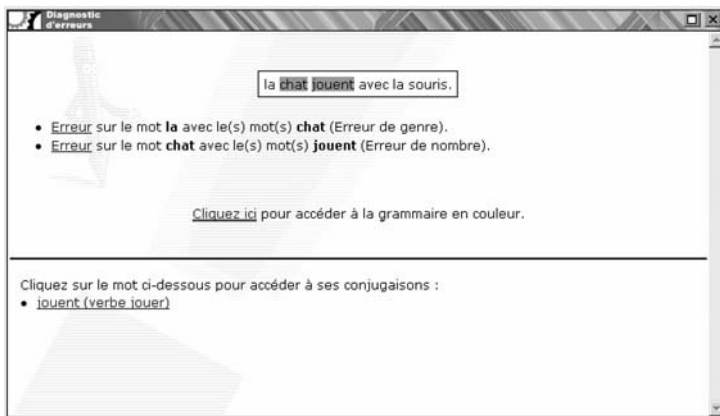 Diagnostic
d'erreurs
la chat jouent avec la souris.
• Erreur sur le mot la avec le(s) mot(s) chat (Erreur de genre).
• Erreur sur le mot chat avec le(s) mot(s) jouent (Erreur de nombre).
Cliquez ici pour accéder à la grammaire en couleur.
Cliquez sur le mot ci-dessous pour accéder à ses conjugaisons :
• jouent (verbe jouer)